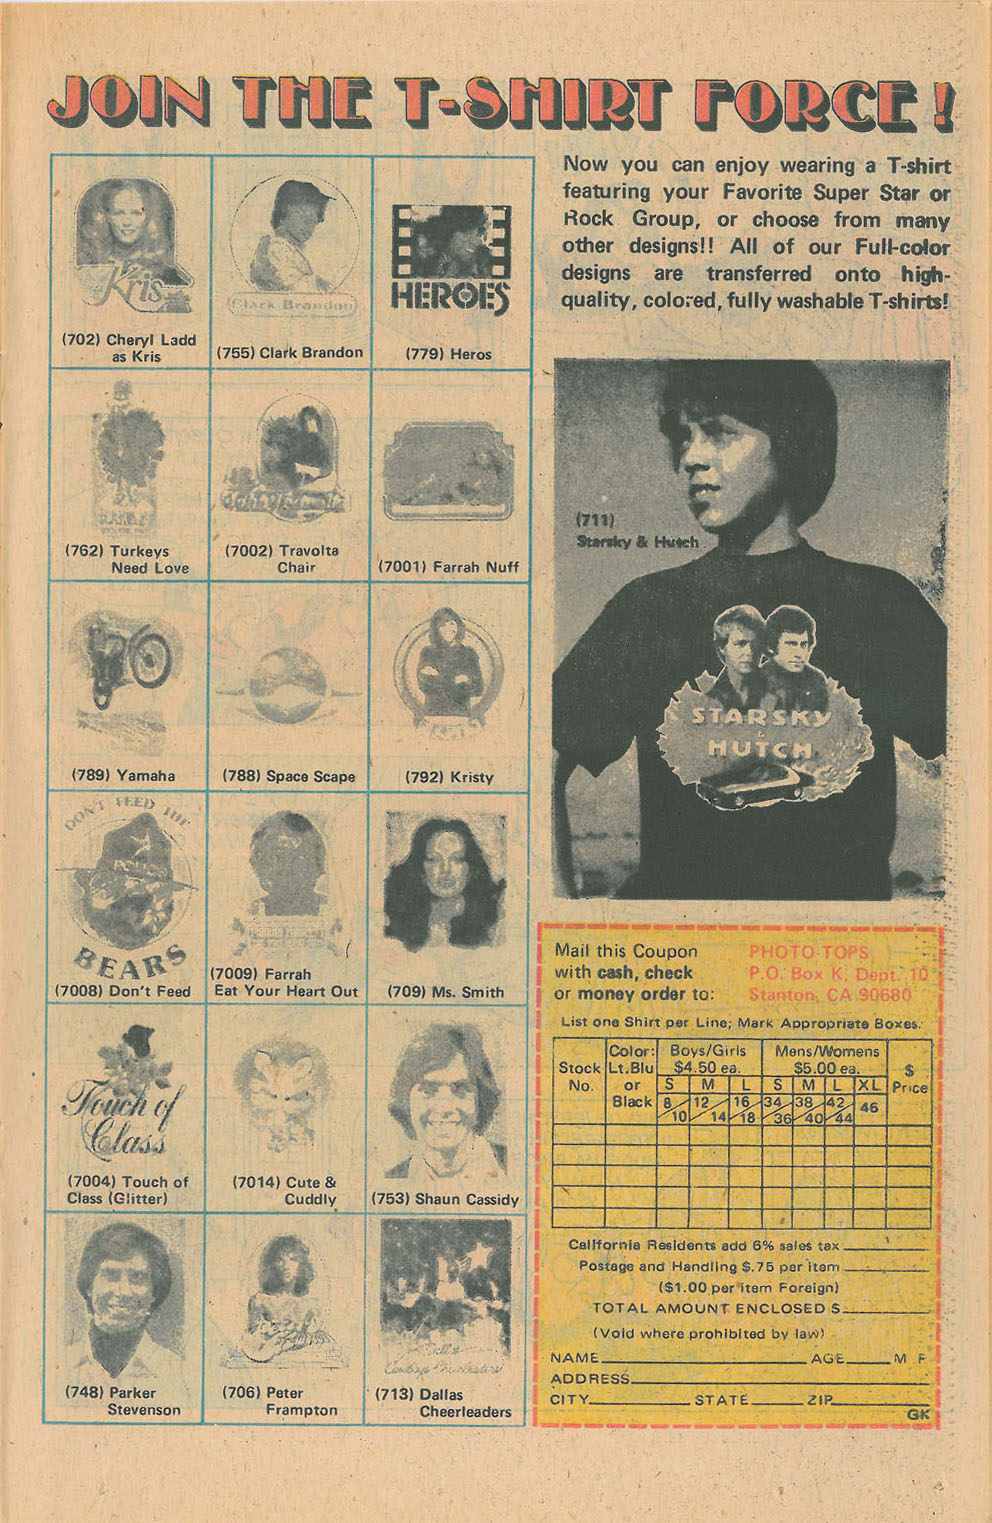 JOIN THE T-SHIRT FORCE!
Now you can enjoy wearing a T-shirt
featuring your Favorite Super Star or
Rock Group, or choose from many
other designs!! All of our Full-color
designs are transferred onto high-
quality, colored, fully washable T-shirts!
Kris
(702) Cheryl Ladd
as Kris
Clark Brandon
(755) Clark Brandon
HEROES
(779) Heros
(762) Turkeys
Need Love
(7002) Travolta
Chair
(7001) Farrah Nuff
(789) Yamaha
(788) Space Scape
(792) Kristy
DON'T FEED THE
POLICE
BEARS
(7008) Don't Feed
(7009) Farrah
Eat Your Heart Out
(709) Ms. Smith
Touch of
Class
(7004) Touch of
Class (Glitter)
(7014) Cute &
Cuddly
(753) Shaun Cassidy
(748) Parker
Stevenson
(706) Peter
Frampton
Dallas
Cowboys Cheerleaders
(713) Dallas
Cheerleaders
(711)
Starsky & Hutch
STARSKY
&
HUTCH
Mail this Coupon
with cash, check
or money order to:
PHOTO-TOPS
P.O. Box K, Dept. 10
Stanton, CA 90680
List one Shirt per Line; Mark Appropriate Boxes.
Stock
No.
Color:
Lt.Blu
or
Black
Boys/Girls
$4.50 ea.
S M L
8/10 12/14 16/18
Mens/Womens
$5.00 ea.
S M L XL
34/36 38/40 42/44 46
$
Price
California Residents add 6% sales tax
Postage and Handling $.75 per item
($1.00 per item Foreign)
TOTAL AMOUNT ENCLOSED $
(Void where prohibited by law)
NAME AGE M F
ADDRESS
CITY STATE ZIP
GK